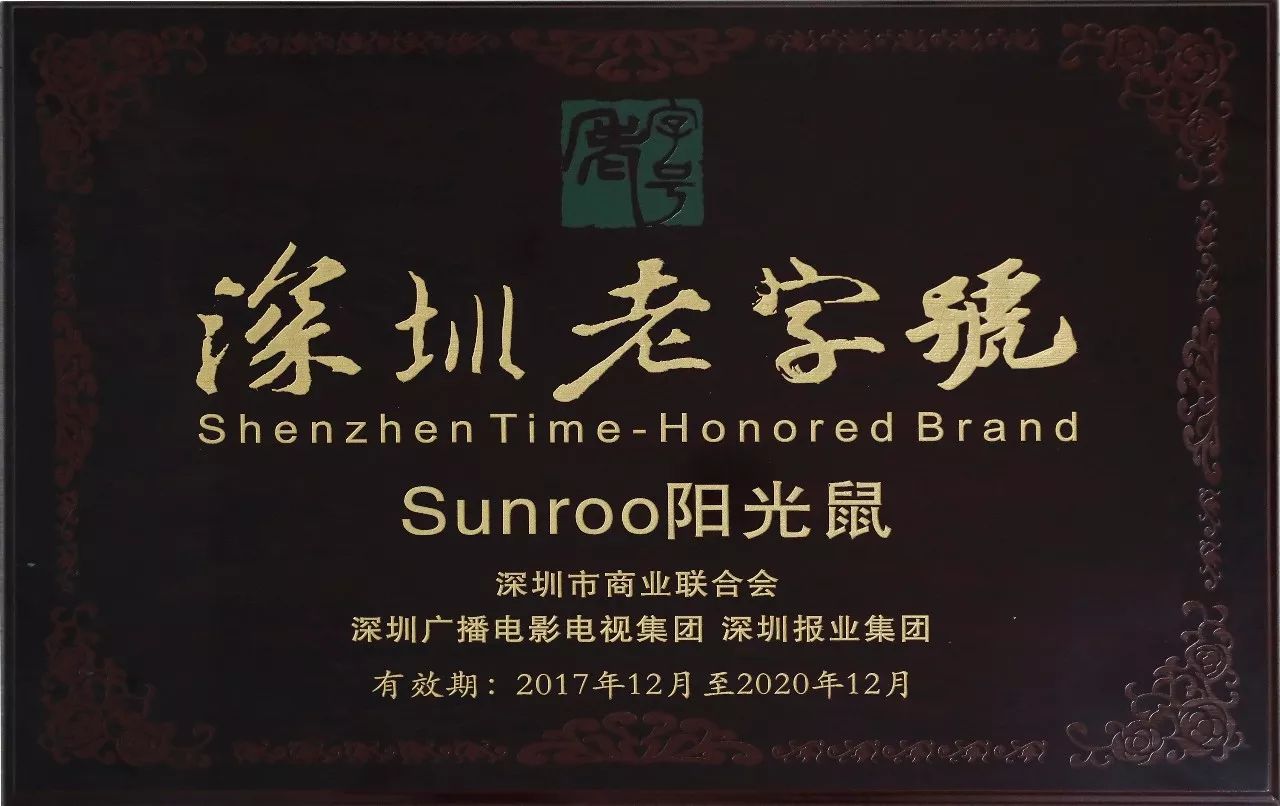 老字号
深圳老字號
Shenzhen Time-Honored Brand
Sunroo阳光鼠
深圳市商业联合会
深圳广播电影电视集团 深圳报业集团
有效期：2017年12月至2020年12月